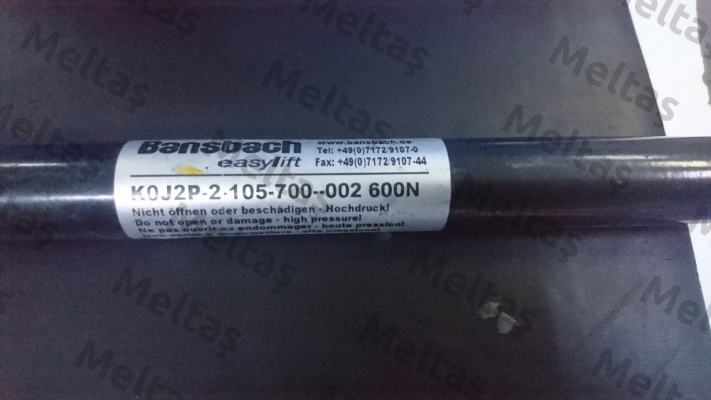 Bansbach
easylift
www.bansbach.de
Tel: +49(0)7172/9107-0
Fax: +49(0)7172/9107-44
K0J2P-2-105-700--002 600N
Nicht öffnen oder beschädigen - Hochdruck!
Do not open or damage - high pressure!
Ne pas ouvrir ou endommager - haute pression!
Meltaş